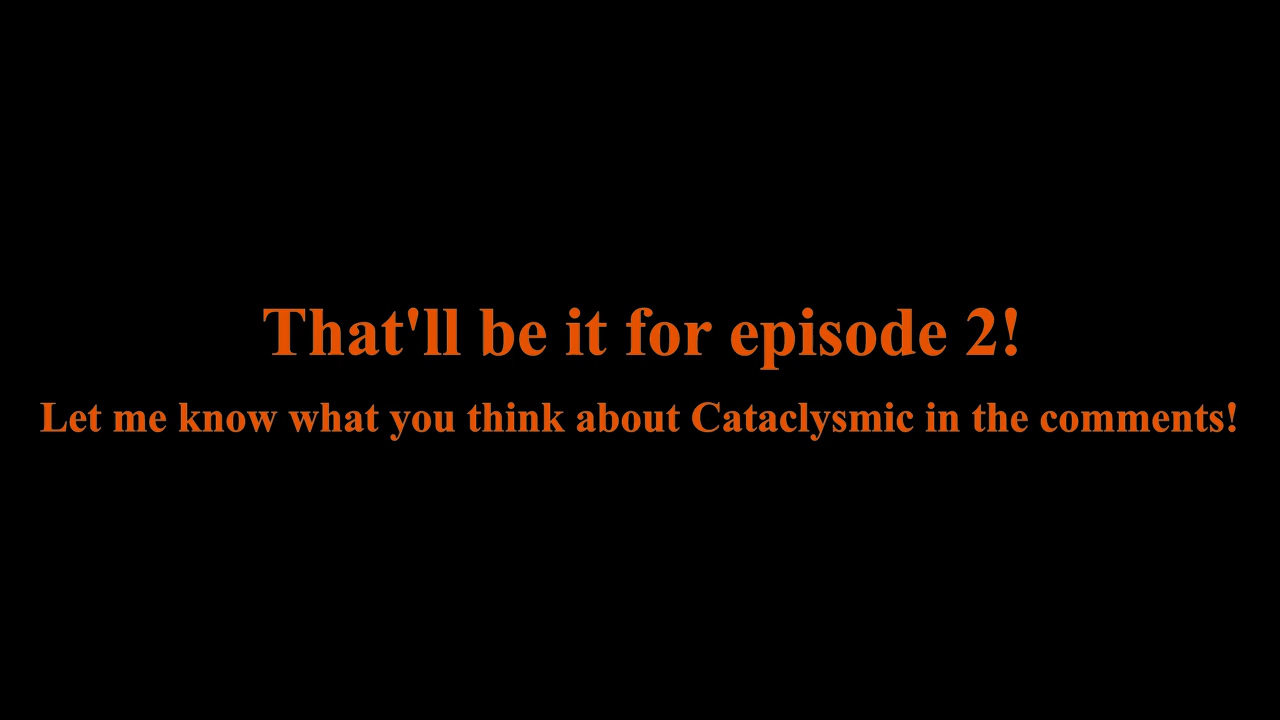 That'll be it for episode 2!
Let me know what you think about Cataclysmic in the comments!